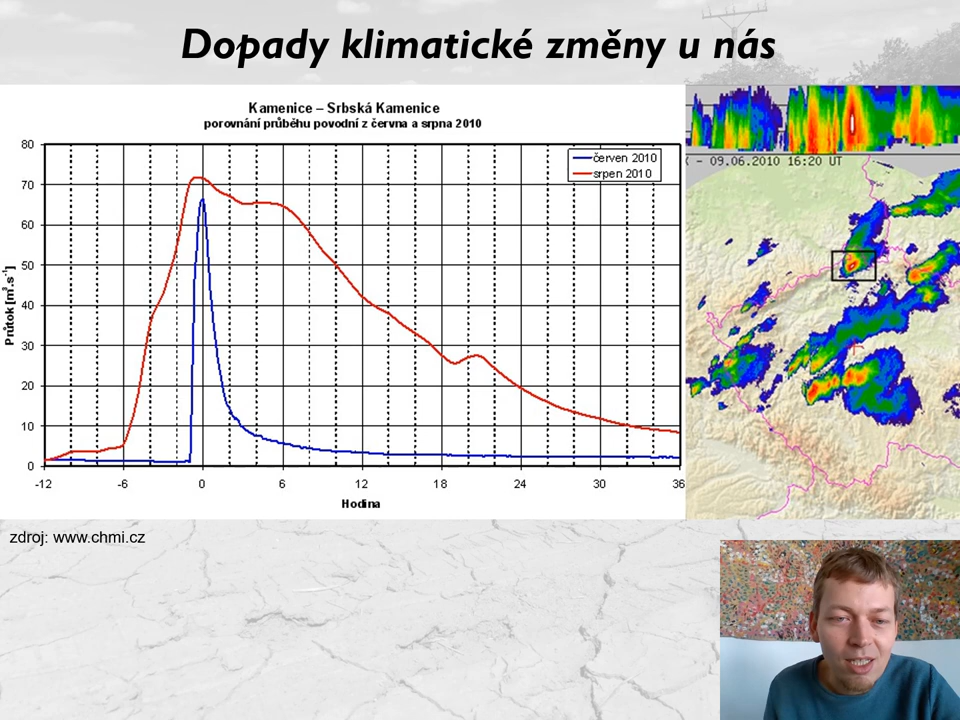 Dopady klimatické změny u nás
Kamenice – Srbská Kamenice
porovnání průběhu povodní z června a srpna 2010
80
70
60
50
40
30
20
10
0
Průtok [m³.s⁻¹]
-12
-6
0
6
12
18
24
30
36
Hodina
červen 2010
srpen 2010
- 09.06.2010 16:20 UT
zdroj: www.chmi.cz